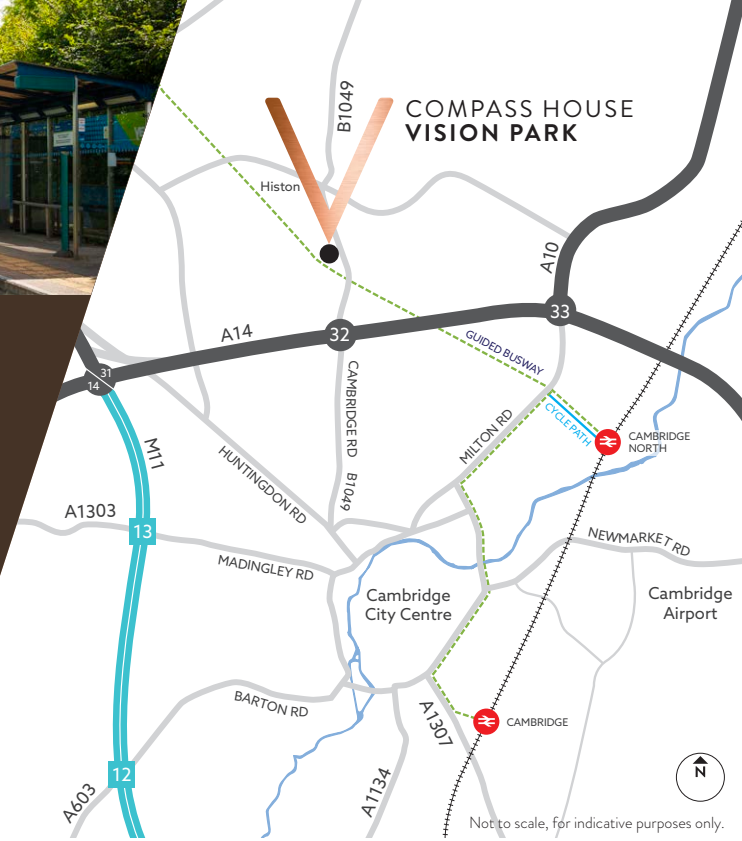 COMPASS HOUSE
VISION PARK
B1049
Histon
A10
33
A14
32
GUIDED BUSWAY
31
14
CAMBRIDGE RD
B1049
CYCLE PATH
CAMBRIDGE
NORTH
MILTON RD
M11
HUNTINGDON RD
A1303
13
NEWMARKET RD
MADINGLEY RD
Cambridge
City Centre
Cambridge
Airport
BARTON RD
A1307
CAMBRIDGE
12
A603
A1134
N
Not to scale, for indicative purposes only.